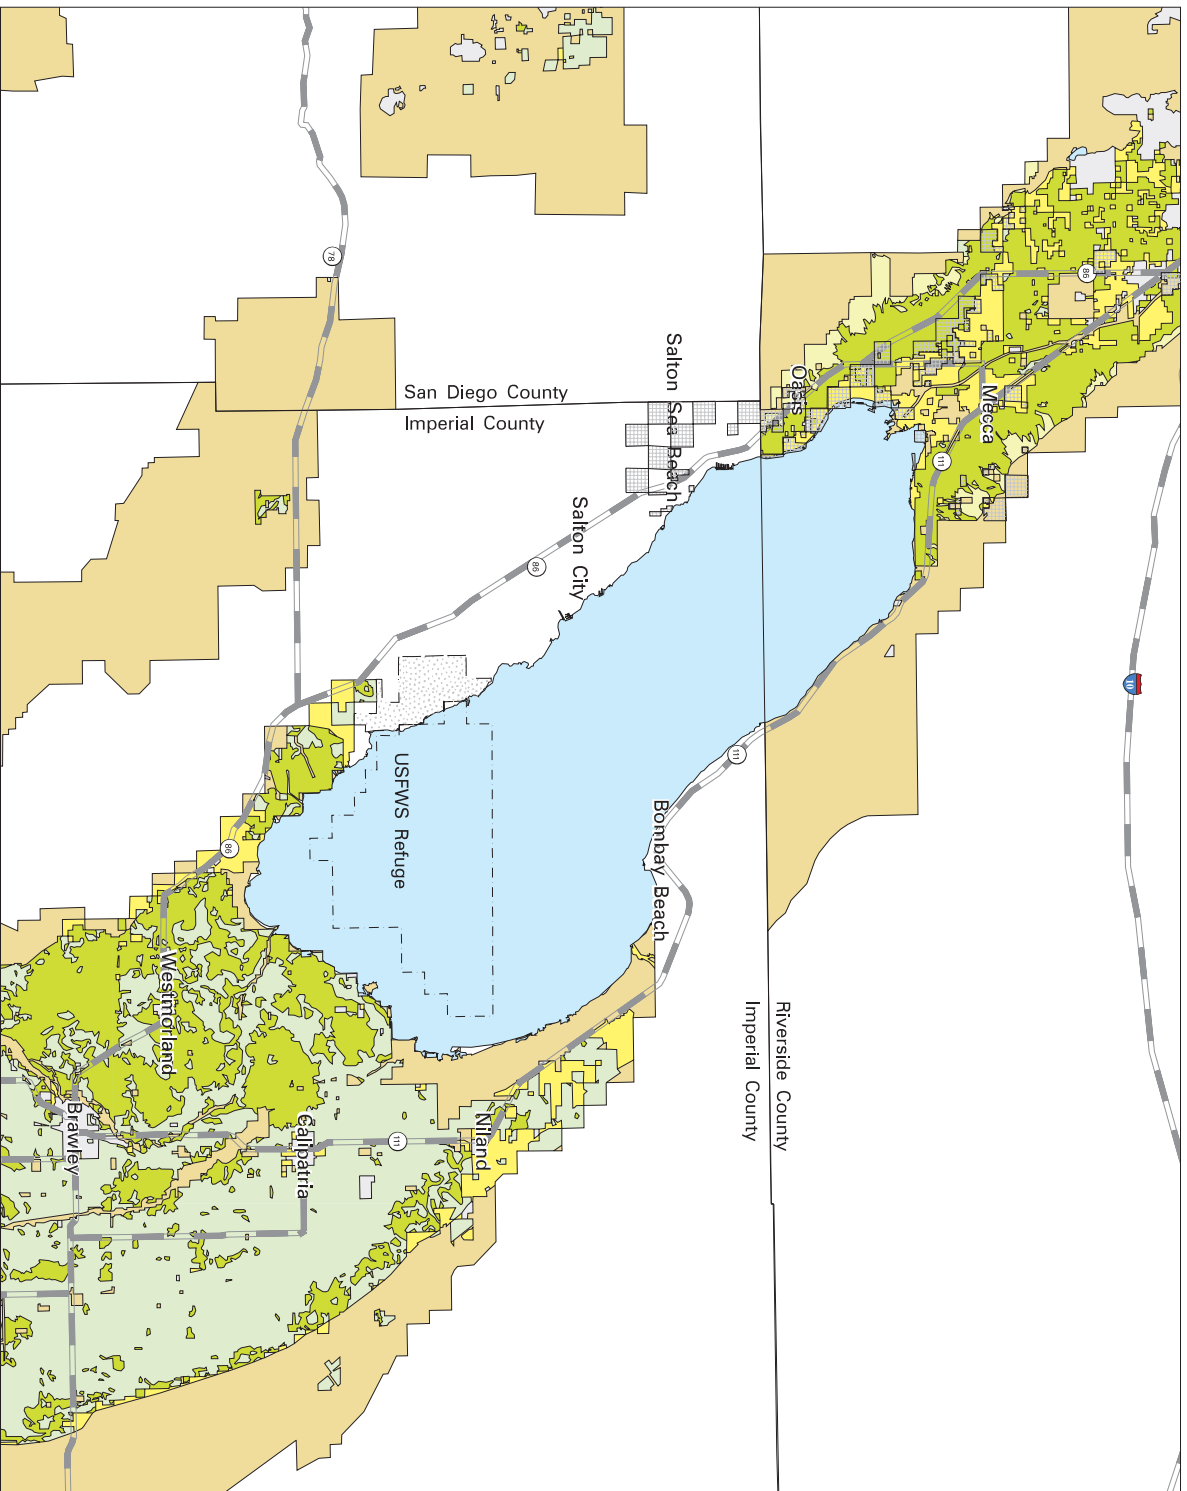 78
San Diego County
Imperial County
Salton Sea Beach
Salton City
86
Oasis
Mecca
86
111
10
111
USFWS Refuge
Bombay Beach
Riverside County
Imperial County
86
Westmorland
Brawley
Calipatria
111
Niland